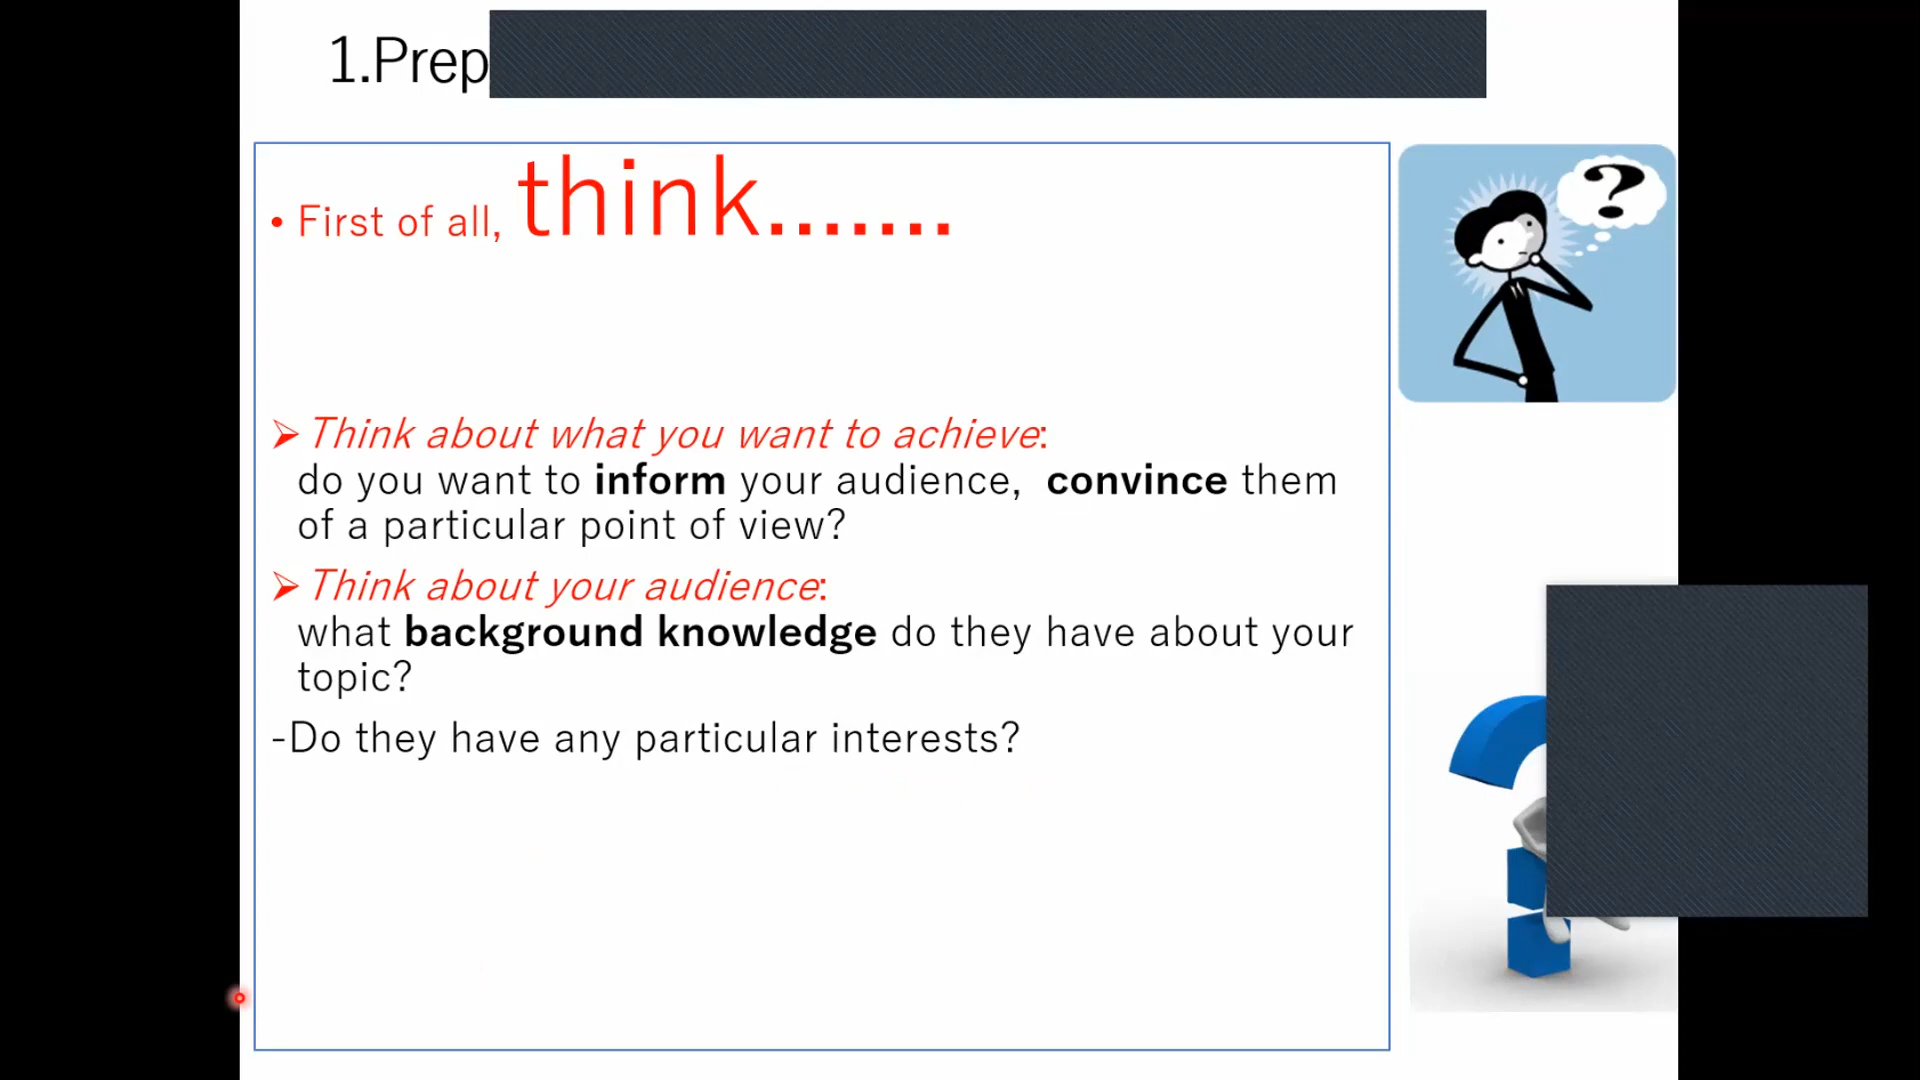 1.Prep
• First of all, think.......
?
➢ Think about what you want to achieve:
do you want to inform your audience,  convince them
of a particular point of view?
➢ Think about your audience:
what background knowledge do they have about your
topic?
-Do they have any particular interests?